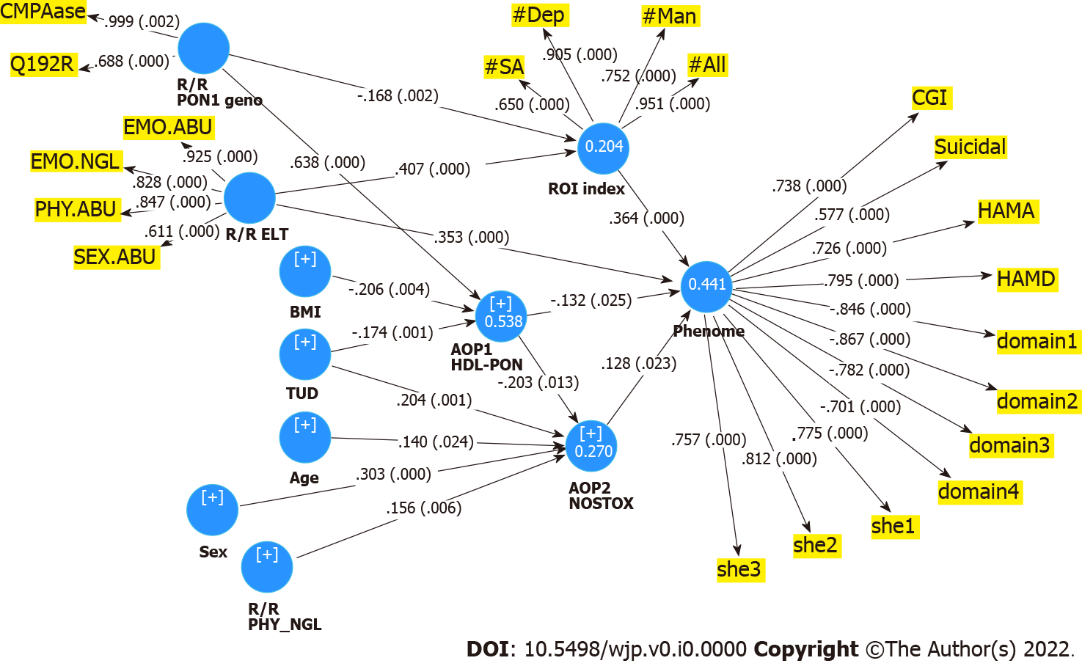 CMPAase
.999 (.002)
Q192R
.688 (.000)
R/R
PON1 geno
#Dep
#Man
#SA
#All
.905 (.000)
.752 (.000)
.650 (.000)
.951 (.000)
-.168 (.002)
0.204
ROI index
EMO.ABU
EMO.NGL
PHY.ABU
SEX.ABU
.925 (.000)
.828 (.000)
.847 (.000)
.611 (.000)
R/R ELT
.638 (.000)
.407 (.000)
.353 (.000)
.364 (.000)
[+]
BMI
-.206 (.004)
[+]
TUD
-.174 (.001)
.204 (.001)
[+]
0.538
AOP1
HDL-PON
-.132 (.025)
-.203 (.013)
[+]
Age
.140 (.024)
[+]
Sex
.303 (.000)
[+]
R/R
PHY_NGL
.156 (.006)
[+]
0.270
AOP2
NOSTOX
.128 (.023)
0.441
Phenome
CGI
.738 (.000)
Suicidal
.577 (.000)
HAMA
.726 (.000)
HAMD
.795 (.000)
domain1
-.846 (.000)
domain2
-.867 (.000)
domain3
-.782 (.000)
domain4
-.701 (.000)
she1
.775 (.000)
she2
.812 (.000)
she3
.757 (.000)
DOI: 10.5498/wjp.v0.i0.0000 Copyright ©The Author(s) 2022.